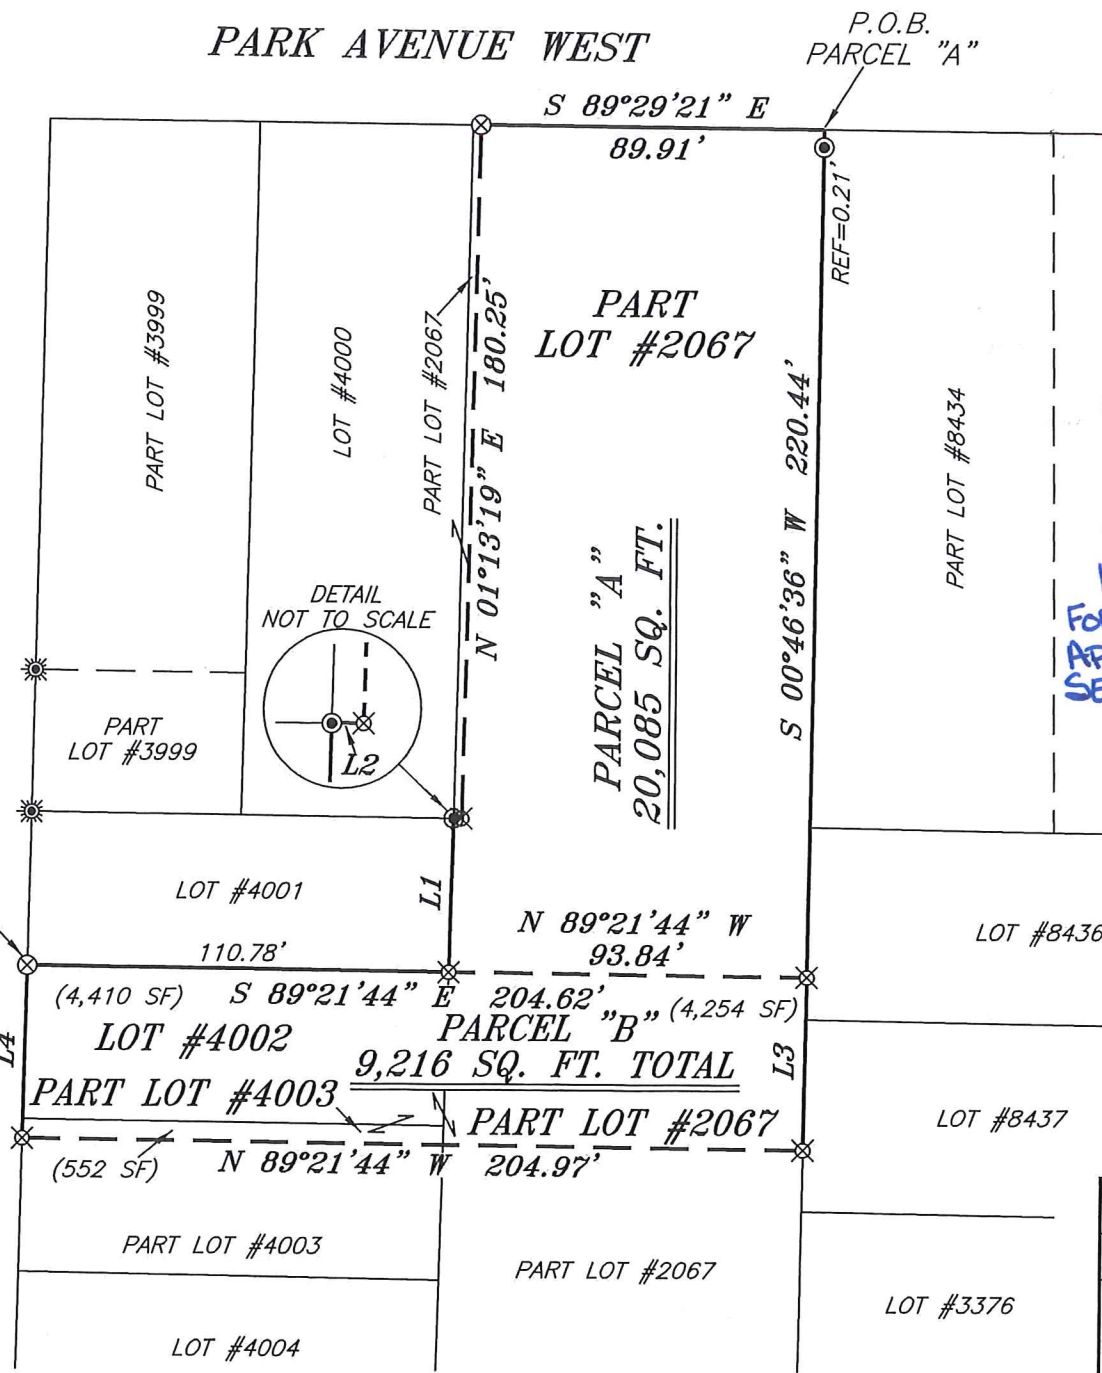 PARK AVENUE WEST
P.O.B.
PARCEL "A"
S 89°29'21" E
89.91'
REF=0.21'
PART
LOT #2067
PART LOT #3999
LOT #4000
PART LOT #2067
N 01°13'19" E 180.25'
S 00°46'36" W 220.44'
PART LOT #8434
PARCEL "A"
20,085 SQ. FT.
DETAIL
NOT TO SCALE
L2
PART
LOT #3999
LOT #4001
L1
N 89°21'44" W
93.84'
LOT #8436
110.78'
(4,410 SF)
S 89°21'44" E 204.62'
(4,254 SF)
L4
LOT #4002
PARCEL "B"
9,216 SQ. FT. TOTAL
L3
PART LOT #4003
PART LOT #2067
LOT #8437
(552 SF)
N 89°21'44" W 204.97'
PART LOT #4003
PART LOT #2067
LOT #3376
LOT #4004